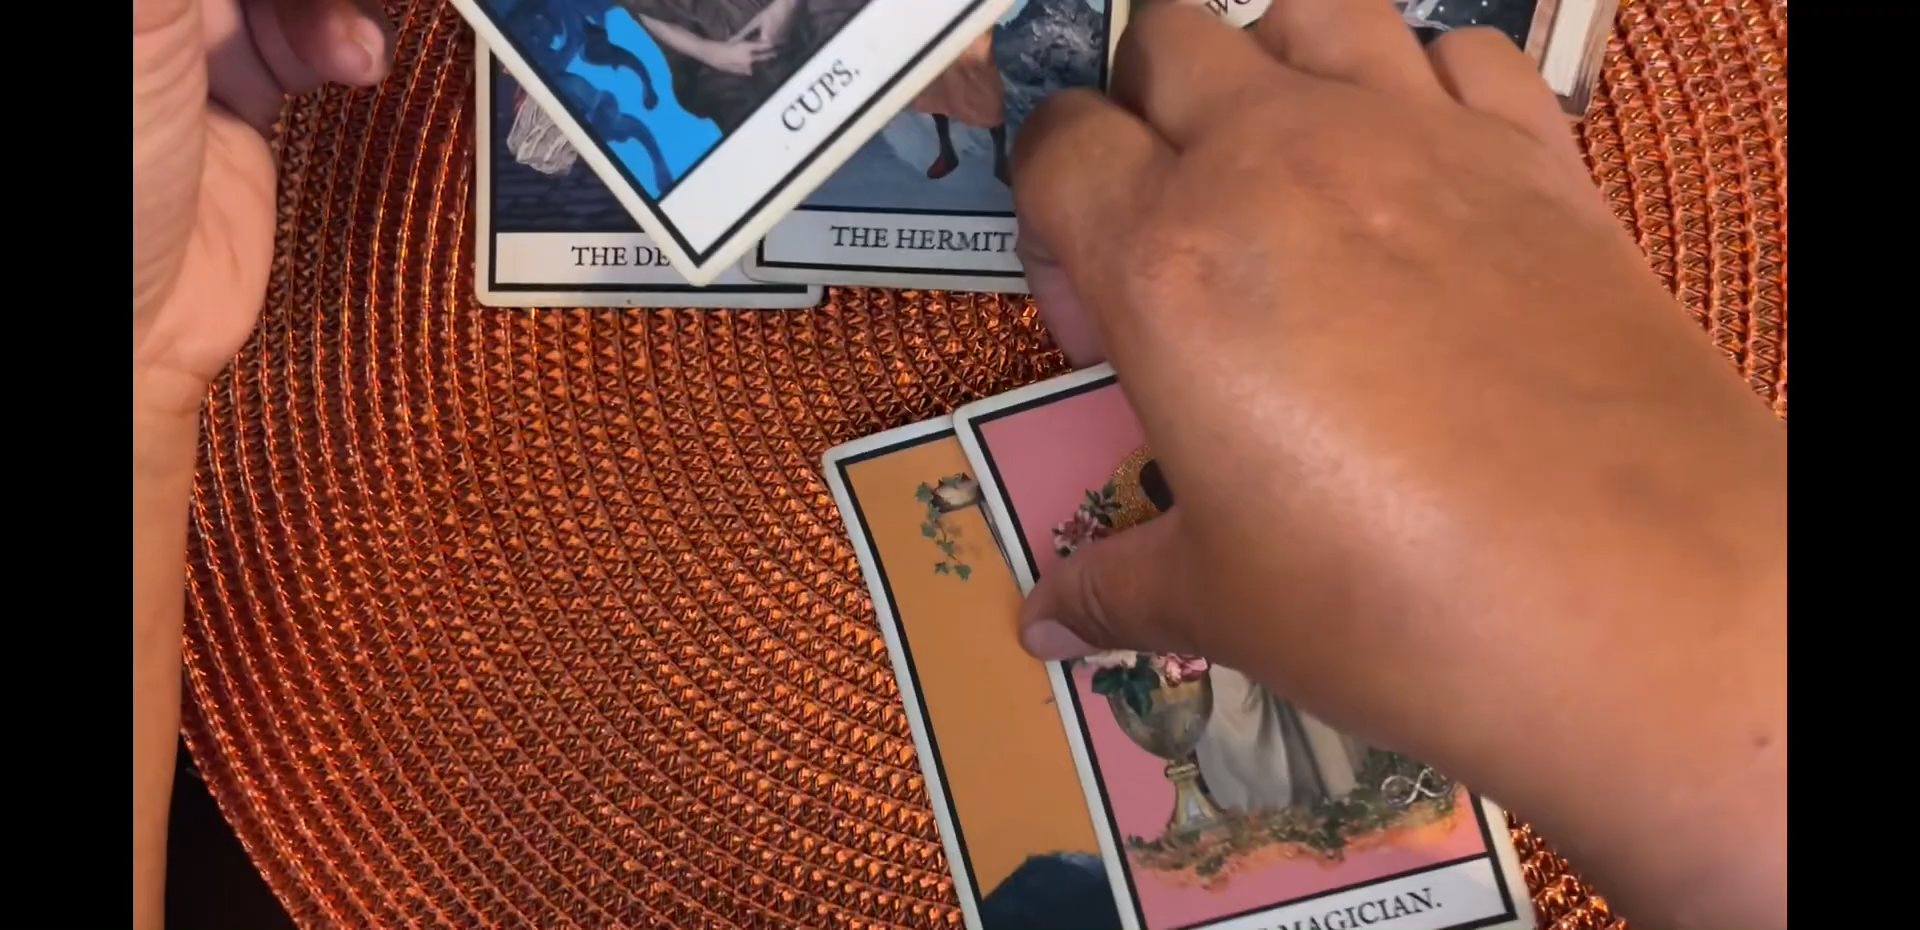 CUPS.
THE DE
THE HERMIT
MAGICIAN.